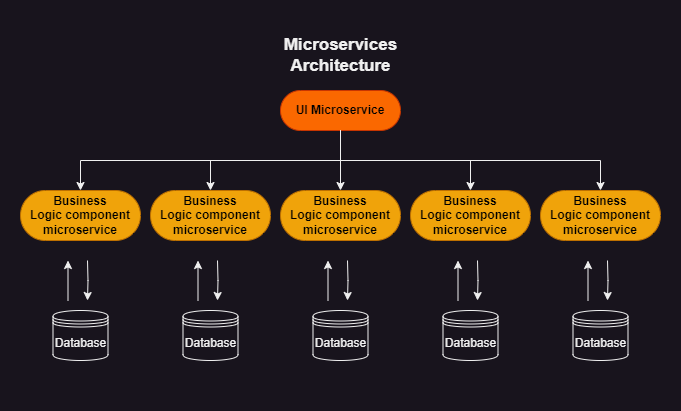 Microservices
Architecture
UI Microservice
Business
Logic component
microservice
Business
Logic component
microservice
Business
Logic component
microservice
Business
Logic component
microservice
Business
Logic component
microservice
Database
Database
Database
Database
Database